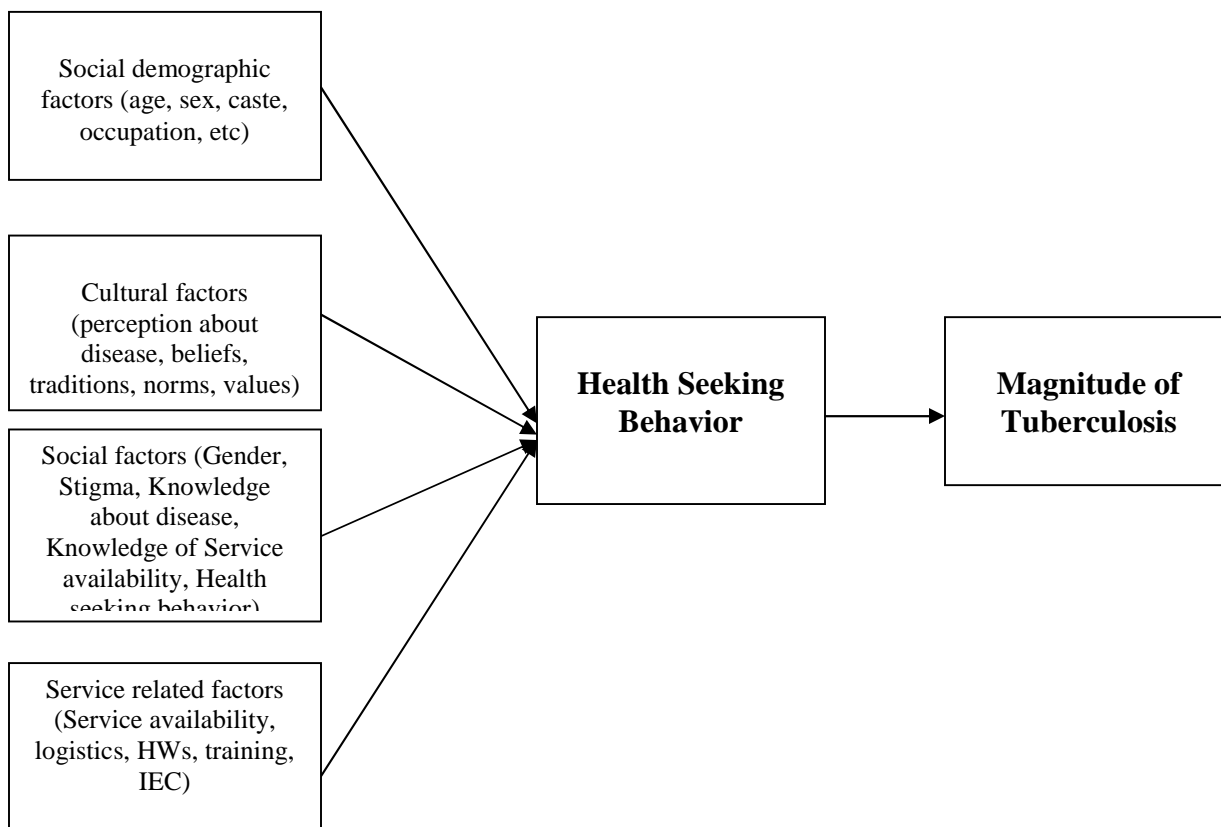 Social demographic
factors (age, sex, caste,
occupation, etc)
Cultural factors
(perception about
disease, beliefs,
traditions, norms, values)
Social factors (Gender,
Stigma, Knowledge
about disease,
Knowledge of Service
availability, Health
seeking behavior)
Service related factors
(Service availability,
logistics, HWs, training,
IEC)
Health Seeking
Behavior
Magnitude of
Tuberculosis